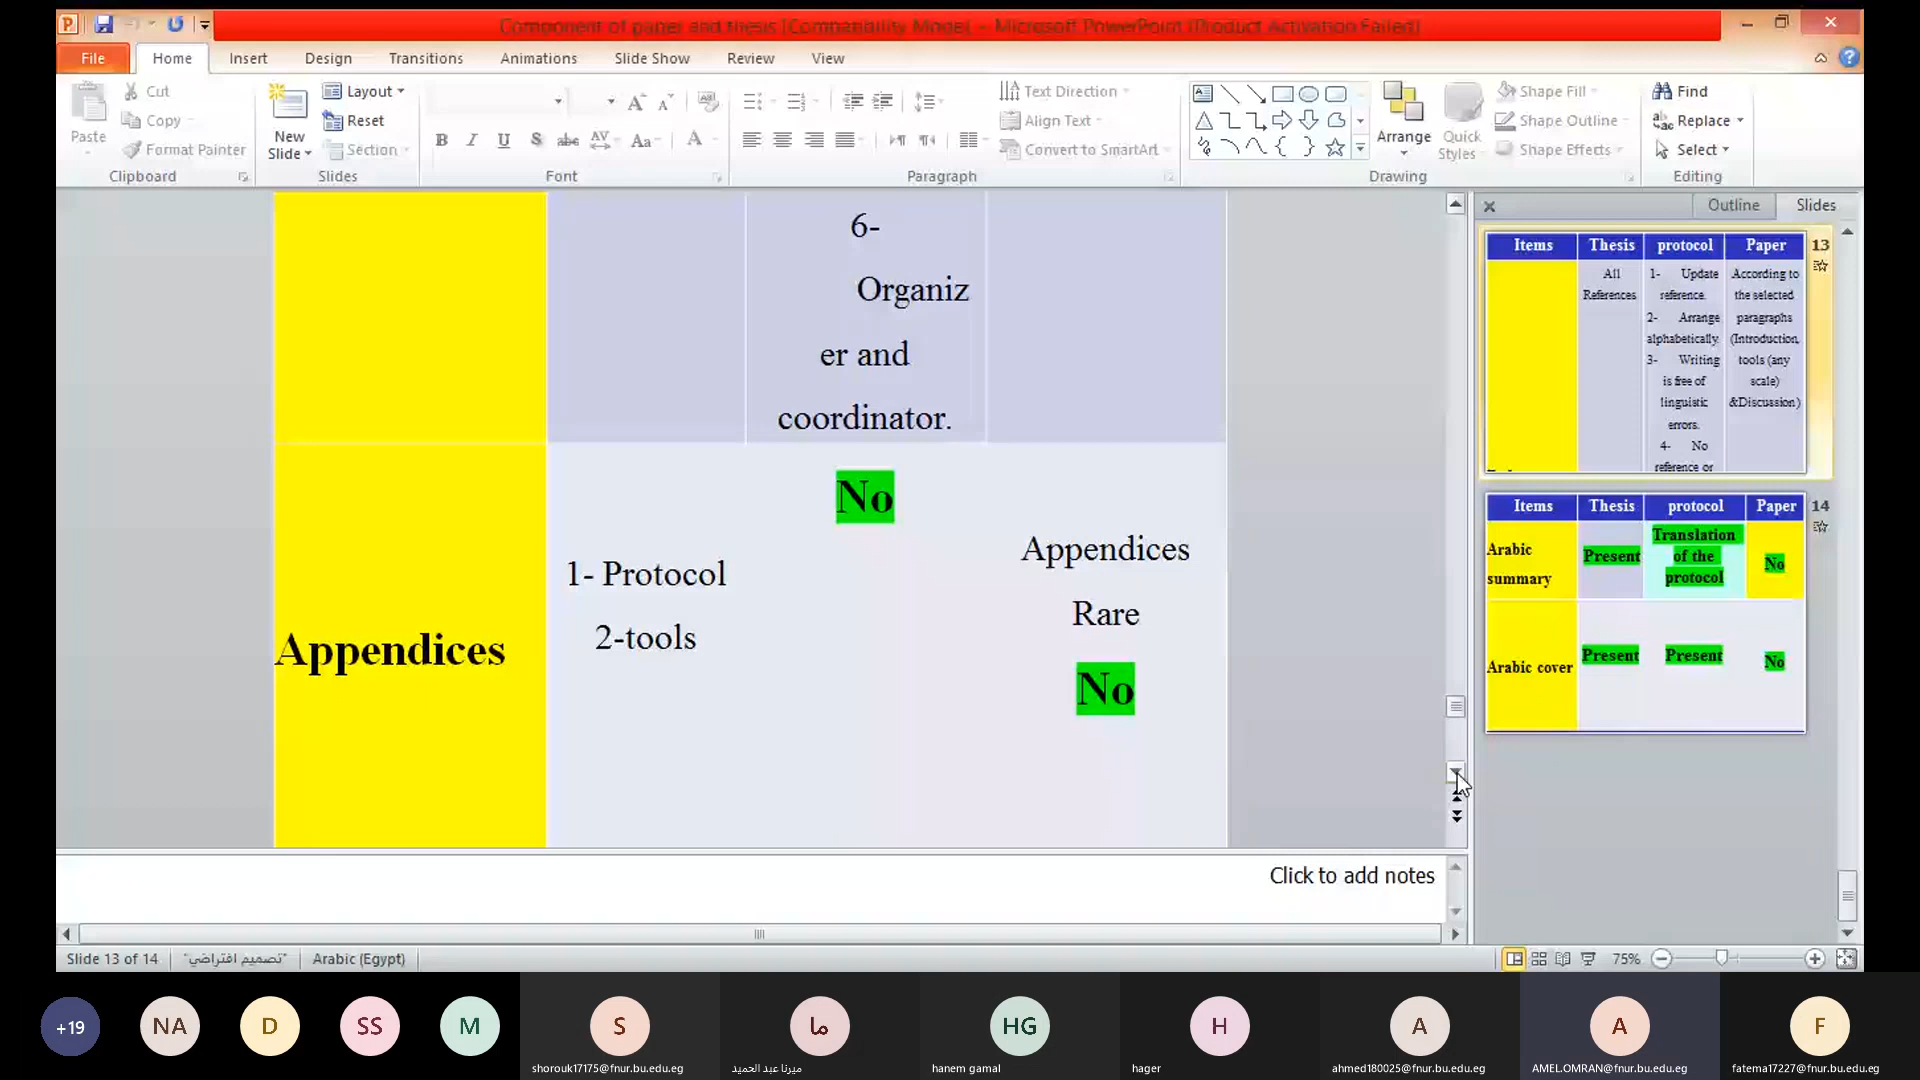 Component of paper and thesis [Compatibility Mode] - Microsoft PowerPoint (Product Activation Failed)
File Home Insert Design Transitions Animations Slide Show Review View
Paste
Cut
Copy
Format Painter
Clipboard
New Slide
Layout
Reset
Section
Slides
B I U S abc AV Aa A
Font
Text Direction
Align Text
Convert to SmartArt
Paragraph
Arrange
Quick Styles
Shape Fill
Shape Outline
Shape Effects
Drawing
Find
Replace
Select
Editing
6-
Organiz
er and
coordinator.
Appendices
1- Protocol
2-tools
No
Appendices
Rare
No
Outline Slides
13
Items Thesis protocol Paper
All
References
1- Update
reference.
2- Arrange
alphabetically.
3- Writing
is free of
linguistic
errors.
4- No
reference or
According to
the selected
paragraphs
(Introduction,
tools (any
scale)
&Discussion)
14
Items Thesis protocol Paper
Arabic
summary
Present
Translation
of the
protocol
No
Arabic cover
Present
Present
No
Click to add notes
Slide 13 of 14 "تصميم افتراضي" Arabic (Egypt) 75%
+19 NA D SS M S ما HG H A A F
shorouk17175@fnur.bu.edu.eg ميرنا عبد الحميد hanem gamal hager ahmed180025@fnur.bu.edu.eg AMEL.OMRAN@fnur.bu.edu.eg fatema17227@fnur.bu.edu.eg